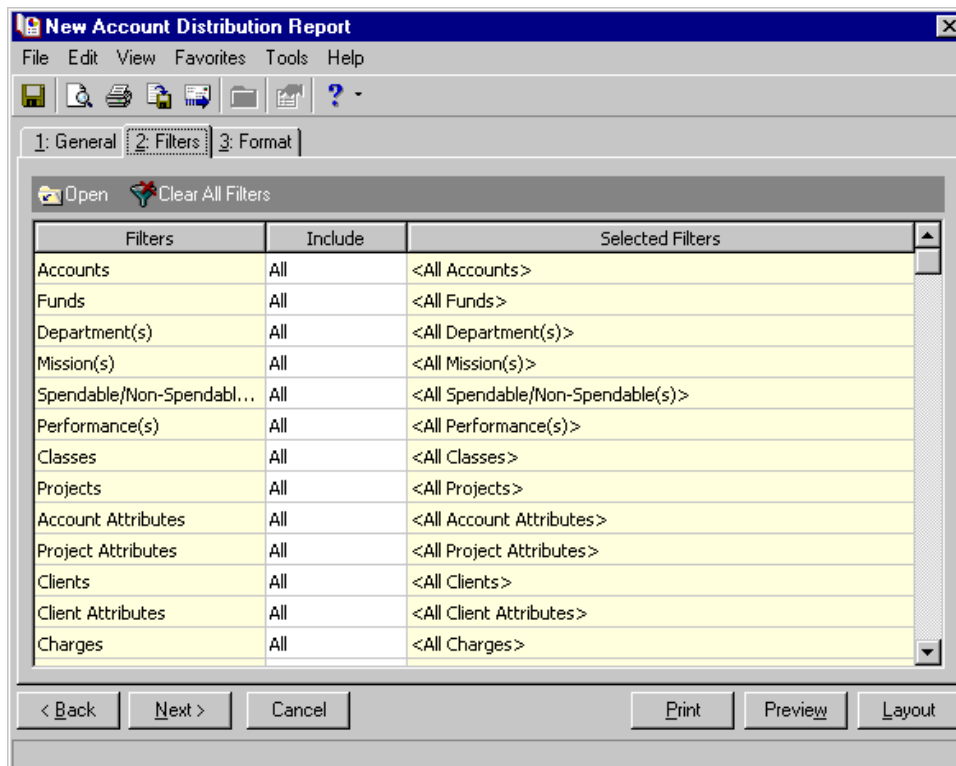 New Account Distribution Report
File Edit View Favorites Tools Help
?
1: General 2: Filters 3: Format
Open Clear All Filters
Filters Include Selected Filters
Accounts All <All Accounts>
Funds All <All Funds>
Department(s) All <All Department(s)>
Mission(s) All <All Mission(s)>
Spendable/Non-Spendabl... All <All Spendable/Non-Spendable(s)>
Performance(s) All <All Performance(s)>
Classes All <All Classes>
Projects All <All Projects>
Account Attributes All <All Account Attributes>
Project Attributes All <All Project Attributes>
Clients All <All Clients>
Client Attributes All <All Client Attributes>
Charges All <All Charges>
< Back Next > Cancel Print Preview Layout